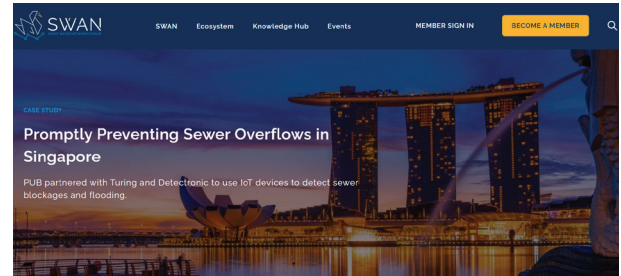 SWAN
SWAN Ecosystem Knowledge Hub Events MEMBER SIGN IN BECOME A MEMBER
CASE STUDY
Promptly Preventing Sewer Overflows in
Singapore
PUB partnered with Turing and Detectronic to use IoT devices to detect sewer
blockages and flooding.